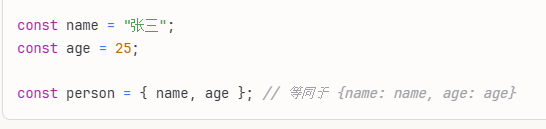 const name = "张三";
const age = 25;
const person = { name, age }; // 等同于 {name: name, age: age}